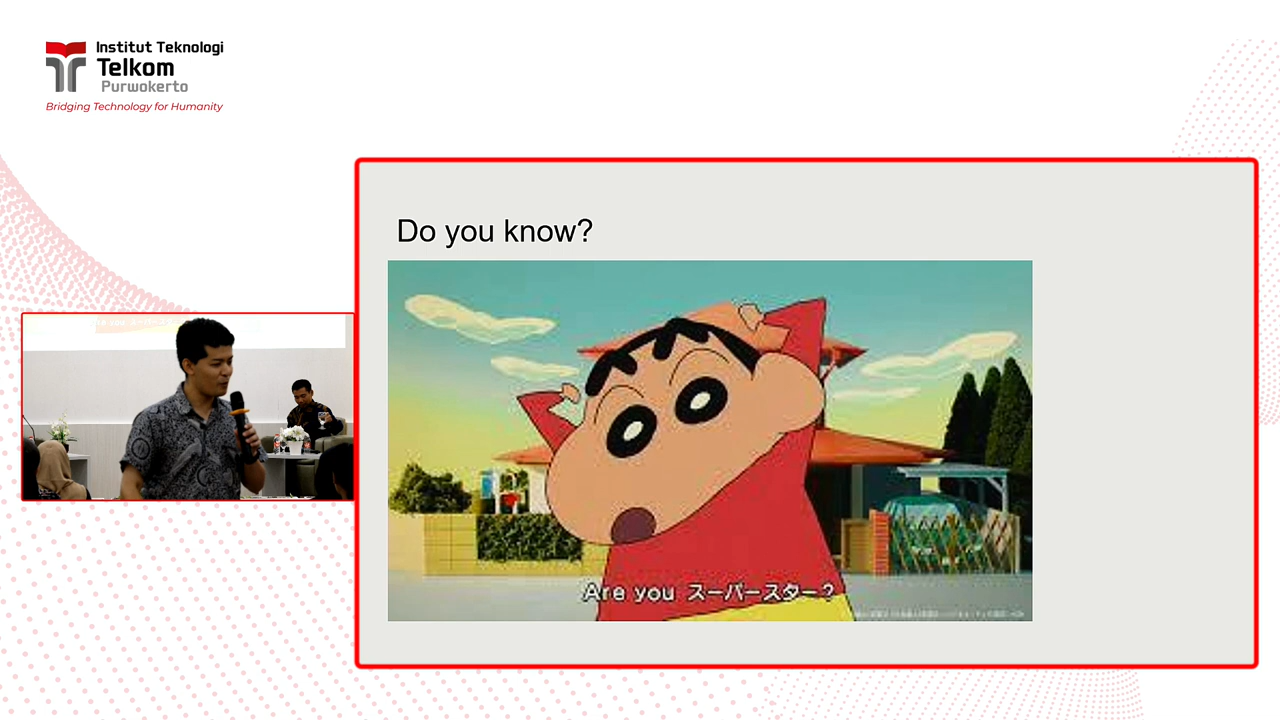 Institut Teknologi
Telkom
Purwokerto
Bridging Technology for Humanity
Do you know?
Are you スーパースター?